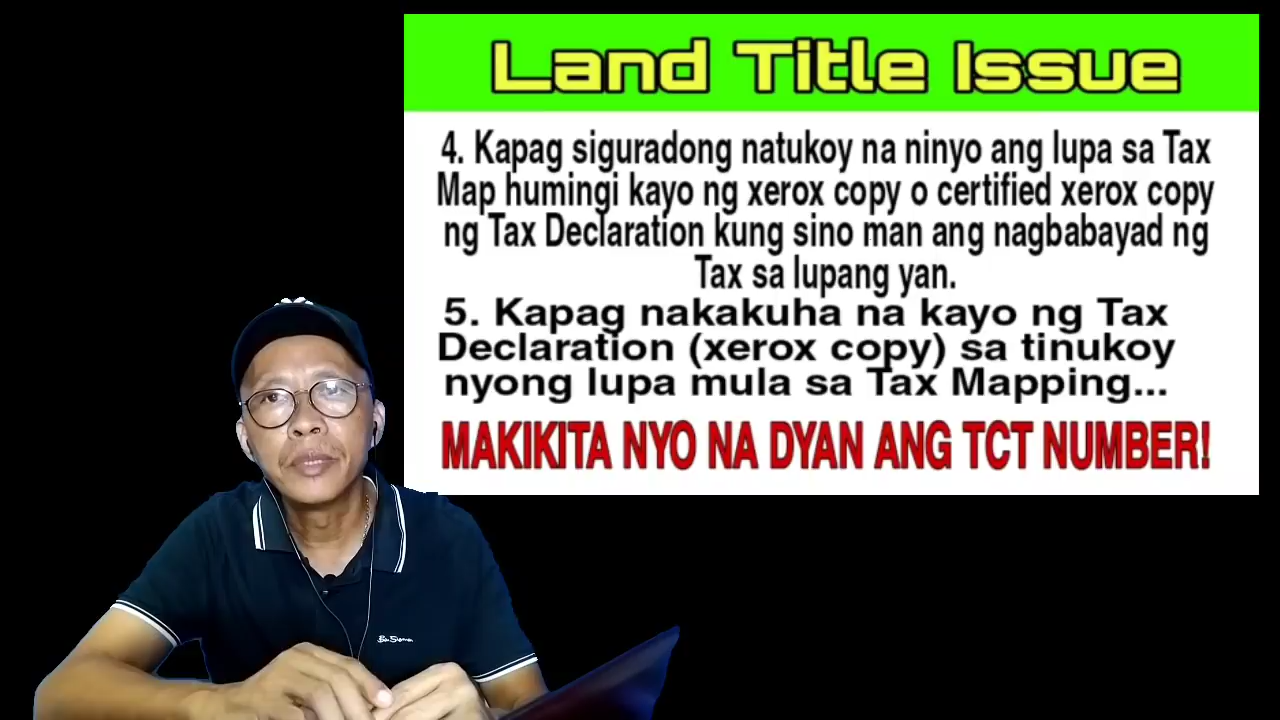 Land Title Issue
4. Kapag siguradong natukoy na ninyo ang lupa sa Tax
Map humingi kayo ng xerox copy o certified xerox copy
ng Tax Declaration kung sino man ang nagbabayad ng
Tax sa lupang yan.
5. Kapag nakakuha na kayo ng Tax
Declaration (xerox copy) sa tinukoy
nyong lupa mula sa Tax Mapping...
MAKIKITA NYO NA DYAN ANG TCT NUMBER!
Ben Sherman